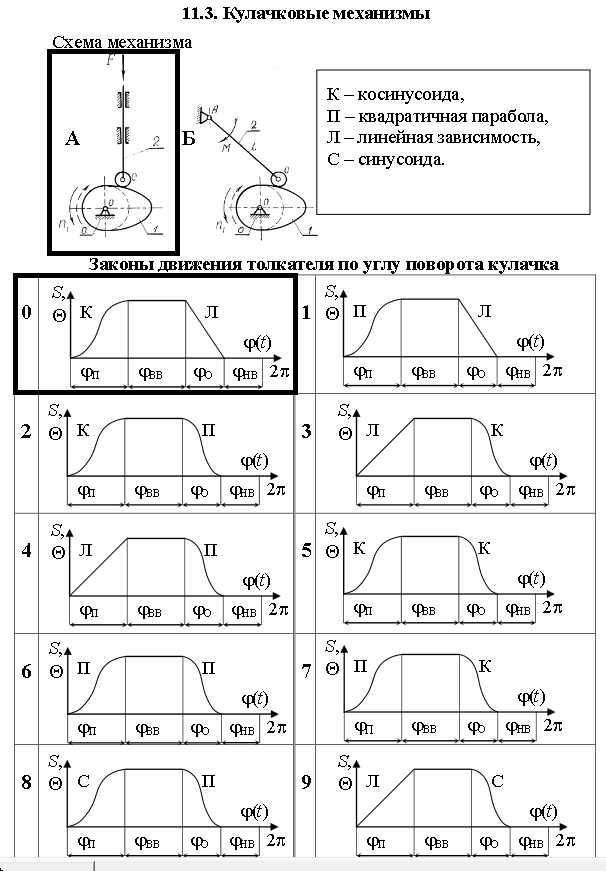 11.3. Кулачковые механизмы
Схема механизма
F
А
2
О
О
n₁
0
1
Б
А
М
2
L
О
О
n₁
0
1
К – косинусоида,
П – квадратичная парабола,
Л – линейная зависимость,
С – синусоида.
Законы движения толкателя по углу поворота кулачка
0 S, Θ К Л φ(t)
φП φВВ φО φНВ 2π
1 S, Θ П Л φ(t)
φП φВВ φО φНВ 2π
2 S, Θ К П φ(t)
φП φВВ φО φНВ 2π
3 S, Θ Л К φ(t)
φП φВВ φО φНВ 2π
4 S, Θ Л П φ(t)
φП φВВ φО φНВ 2π
5 S, Θ К К φ(t)
φП φВВ φО φНВ 2π
6 S, Θ П П φ(t)
φП φВВ φО φНВ 2π
7 S, Θ П К φ(t)
φП φВВ φО φНВ 2π
8 S, Θ С П φ(t)
φП φВВ φО φНВ 2π
9 S, Θ Л С φ(t)
φП φВВ φО φНВ 2π